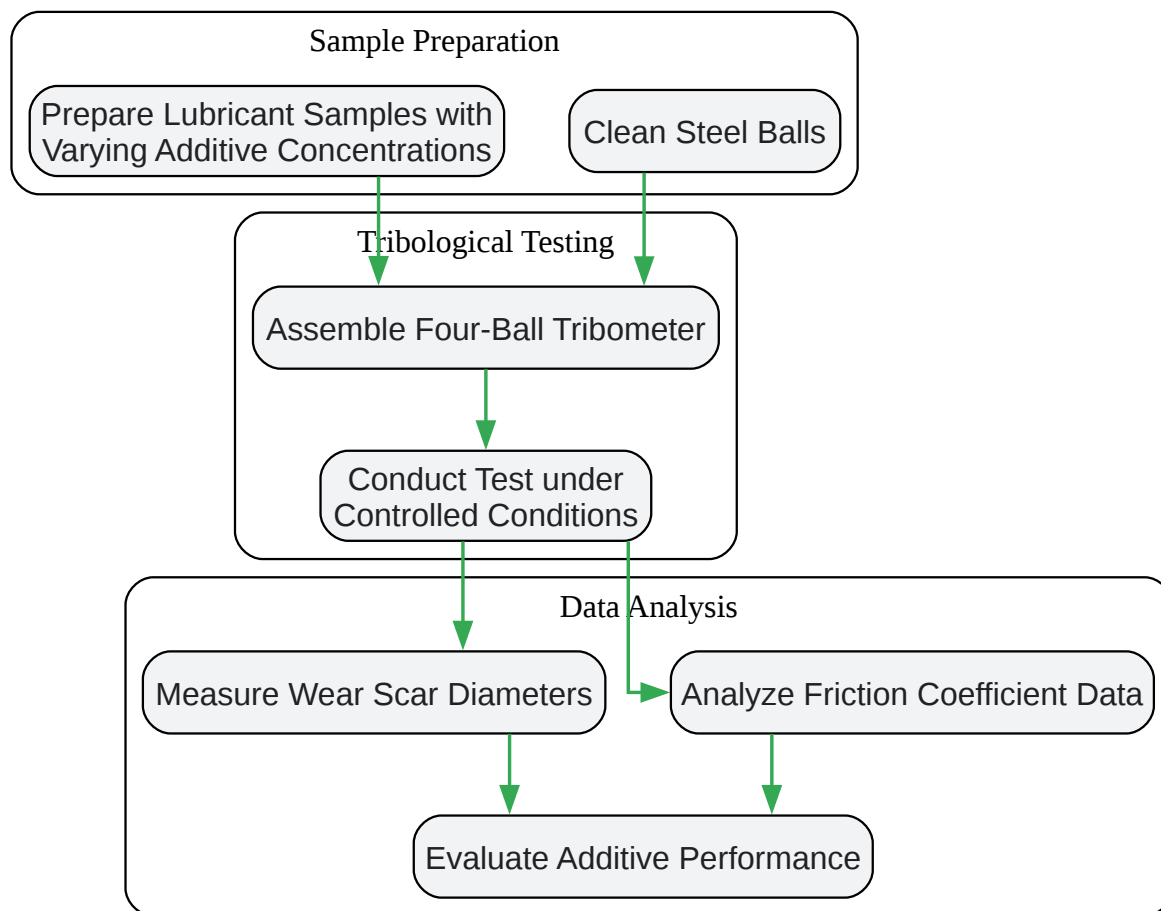 Sample Preparation
Prepare Lubricant Samples with
Varying Additive Concentrations
Clean Steel Balls
Tribological Testing
Assemble Four-Ball Tribometer
Conduct Test under
Controlled Conditions
Data Analysis
Measure Wear Scar Diameters
Analyze Friction Coefficient Data
Evaluate Additive Performance